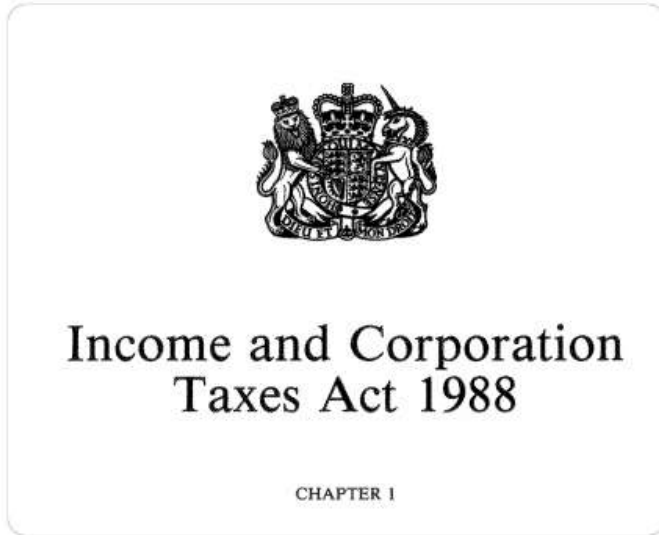 DIEU ET MON DROIT
Income and Corporation
Taxes Act 1988
CHAPTER 1